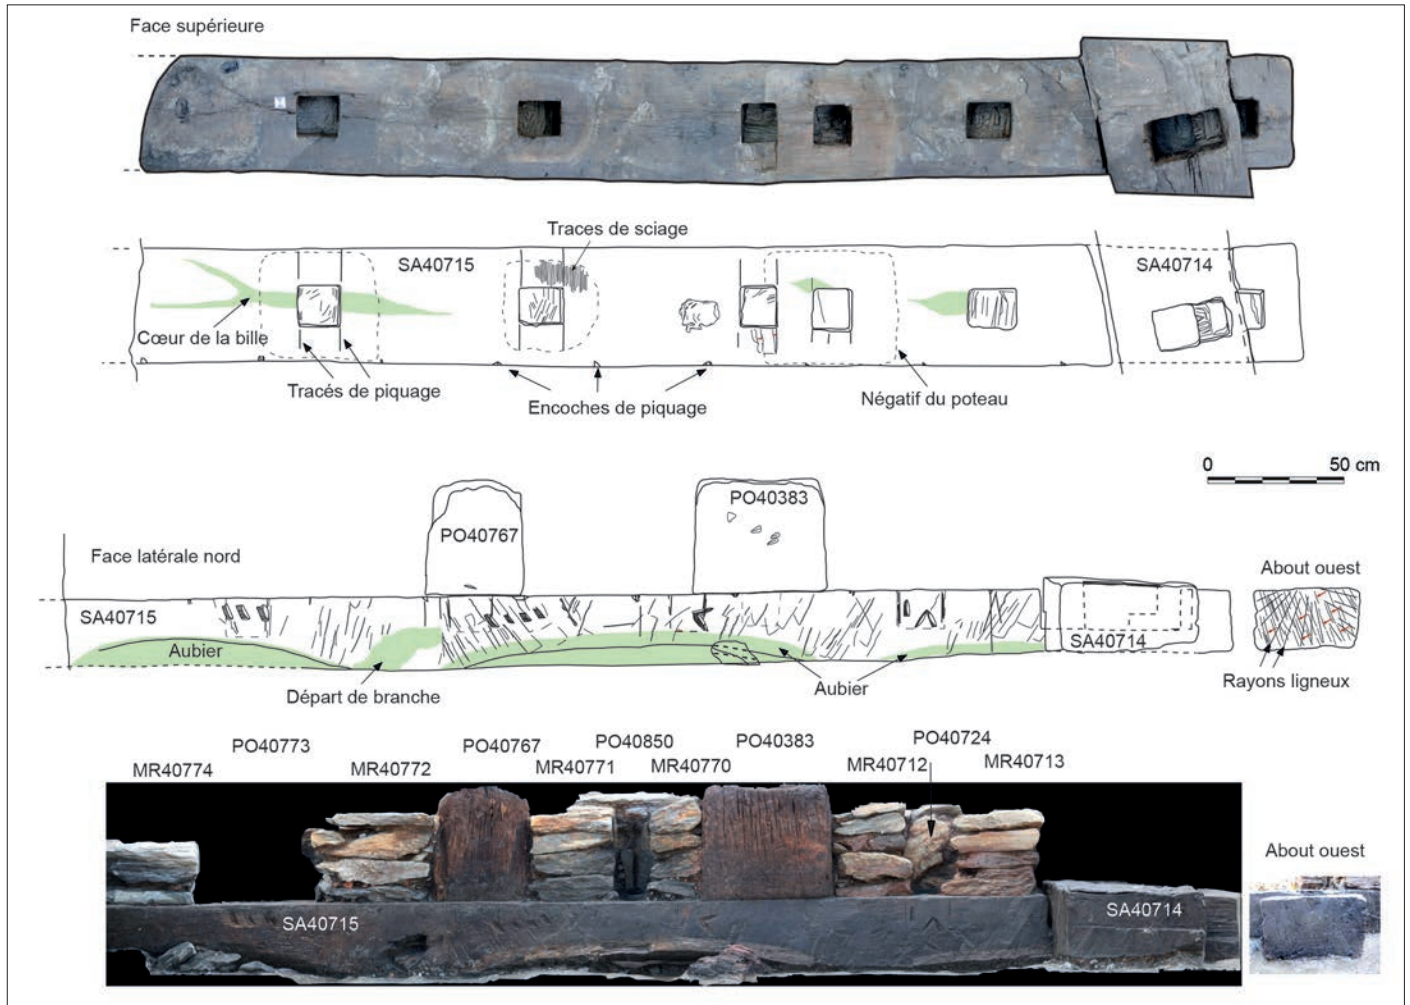 Face supérieure
Traces de sciage
SA40715
SA40714
Cœur de la bille
Tracés de piquage
Encoches de piquage
Négatif du poteau
0 50 cm
PO40767
PO40383
Face latérale nord
About ouest
SA40715
SA40714
Aubier
Départ de branche
Aubier
Rayons ligneux
PO40773
PO40767
PO40850
PO40383
PO40724
MR40774
MR40772
MR40771
MR40770
MR40712
MR40713
About ouest
SA40715
SA40714